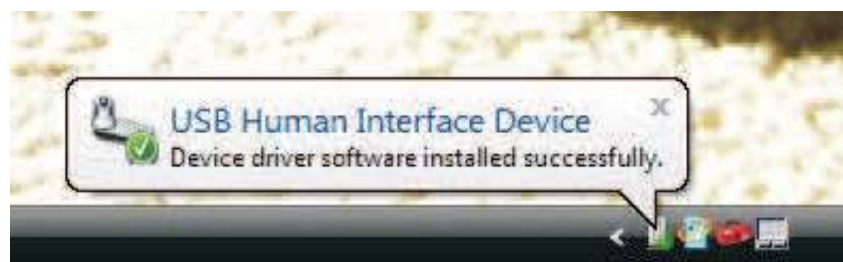 USB Human Interface Device
Device driver software installed successfully.